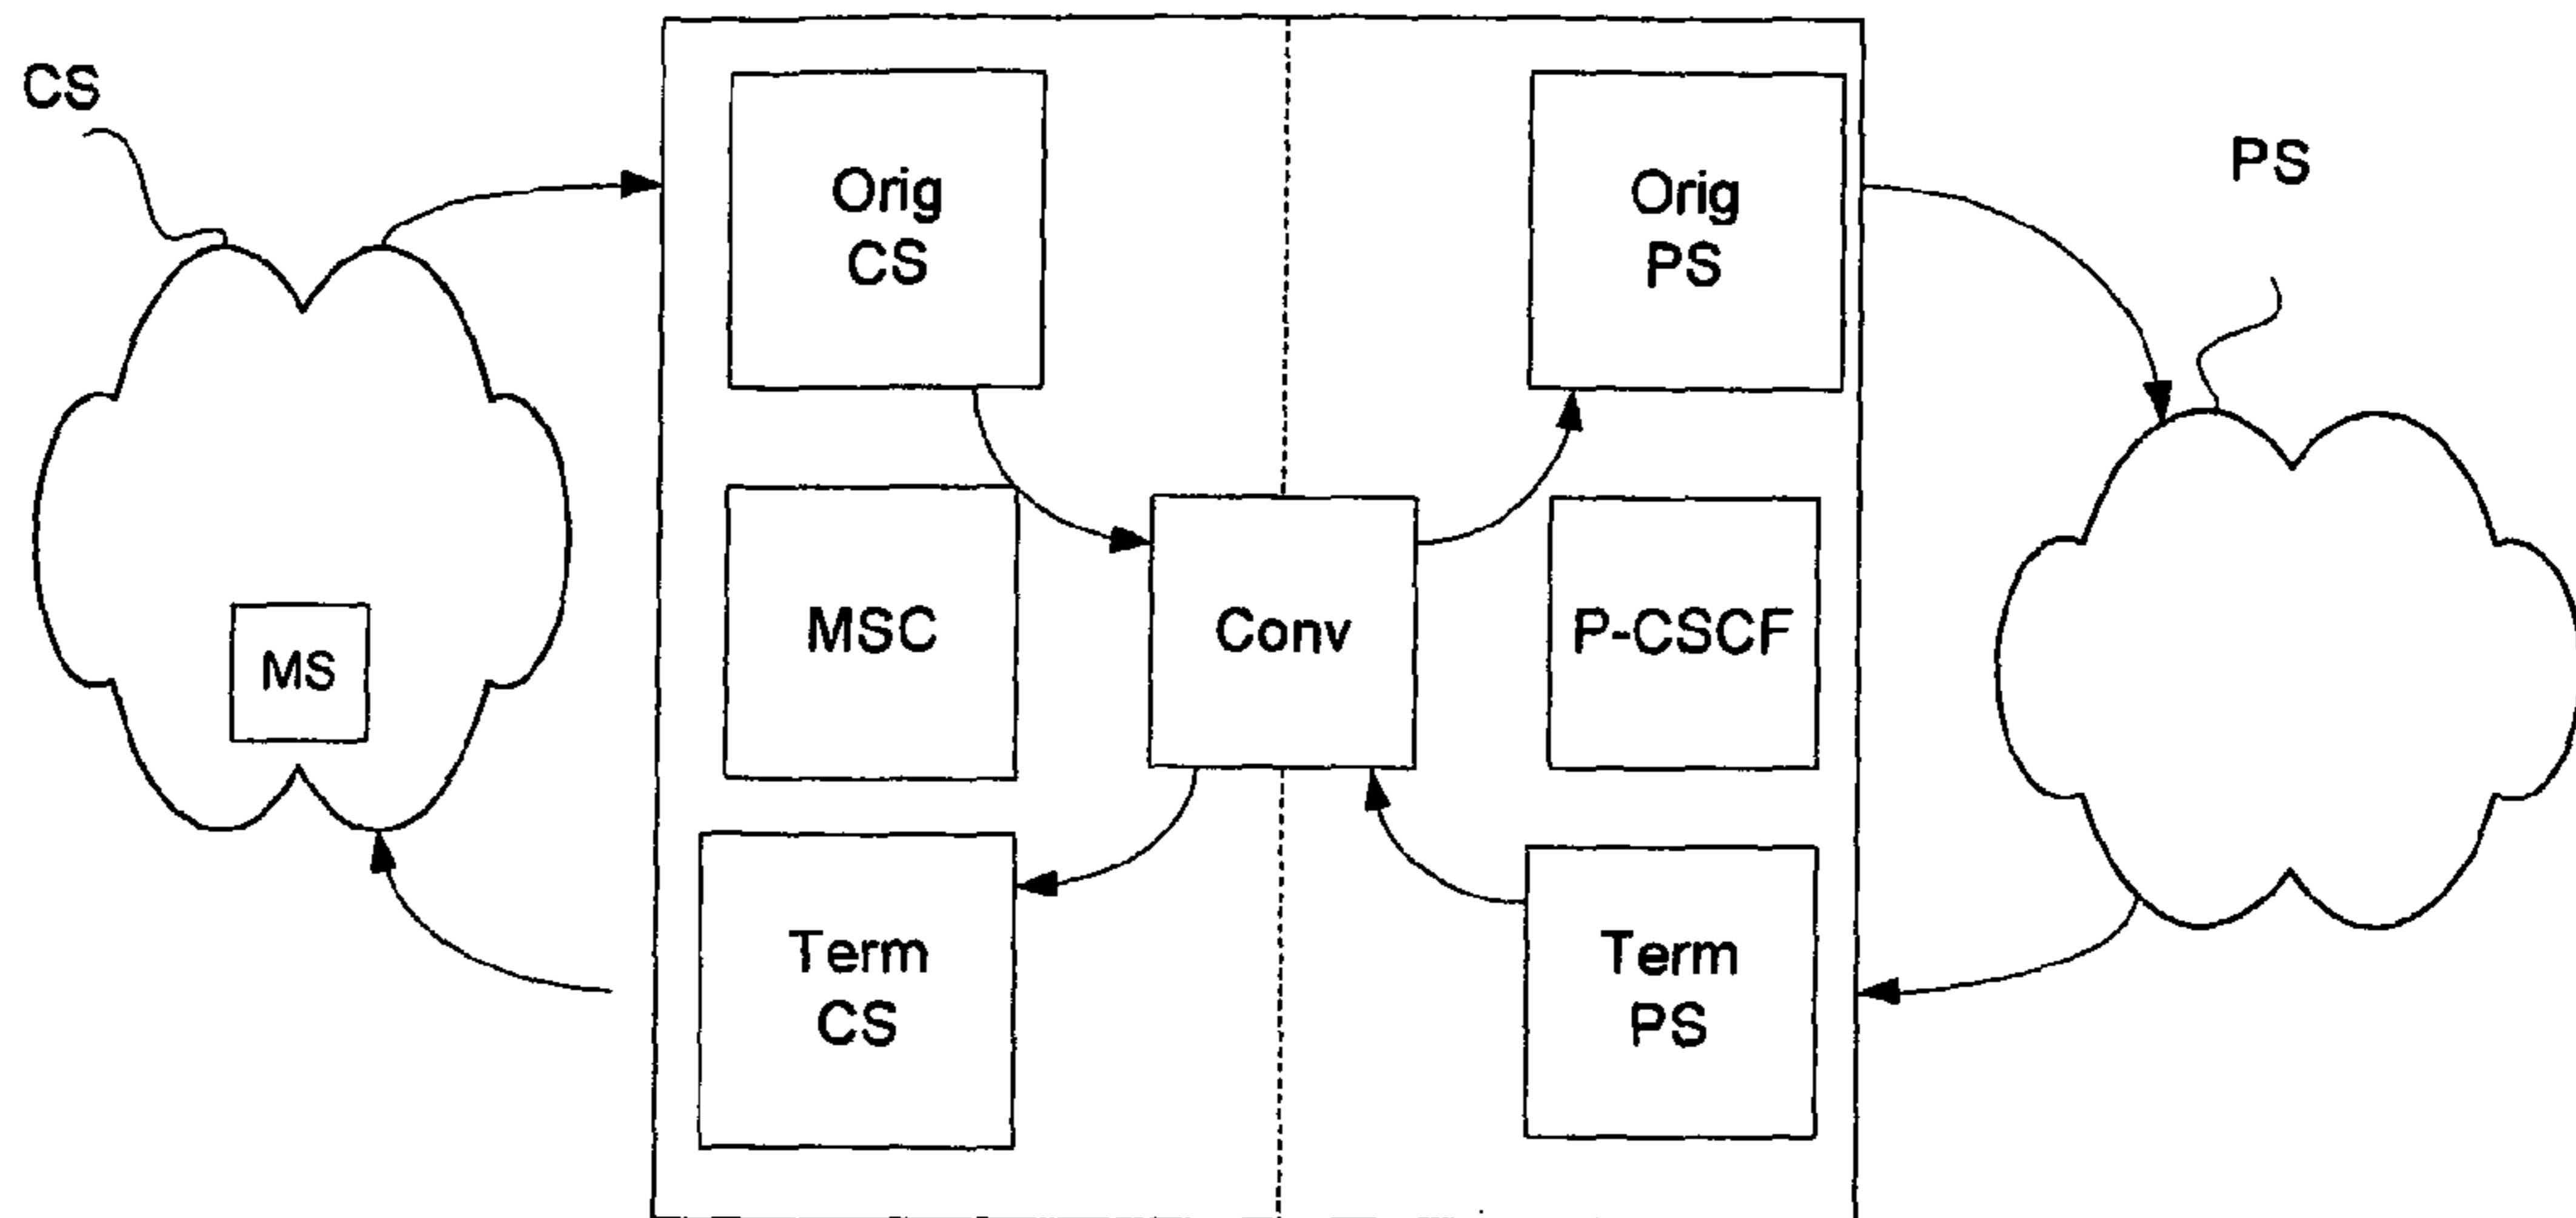 CS
Orig
CS
Orig
PS
PS
MSC
Conv
P-CSCF
MS
Term
CS
Term
PS